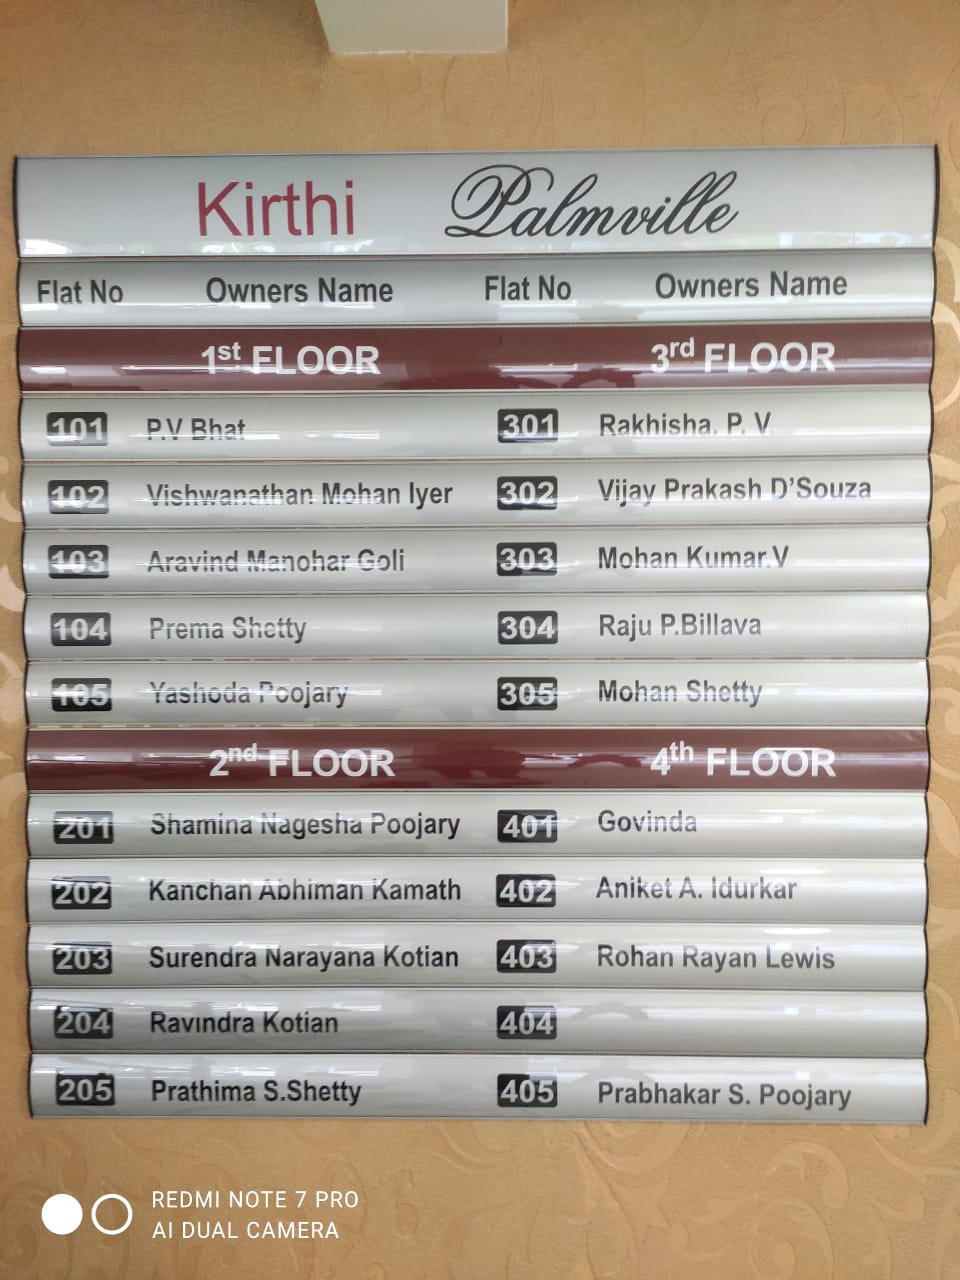 Kirthi Palmville
Flat No Owners Name Flat No Owners Name
1st FLOOR 3rd FLOOR
101 P.V Bhat 301 Rakhisha. P. V
102 Vishwanathan Mohan Iyer 302 Vijay Prakash D'Souza
103 Aravind Manohar Goli 303 Mohan Kumar.V
104 Prema Shetty 304 Raju P.Billava
105 Yashoda Poojary 305 Mohan Shetty
2nd FLOOR 4th FLOOR
201 Shamina Nagesha Poojary 401 Govinda
202 Kanchan Abhiman Kamath 402 Aniket A. Idurkar
203 Surendra Narayana Kotian 403 Rohan Rayan Lewis
204 Ravindra Kotian 404
205 Prathima S.Shetty 405 Prabhakar S. Poojary
REDMI NOTE 7 PRO
AI DUAL CAMERA